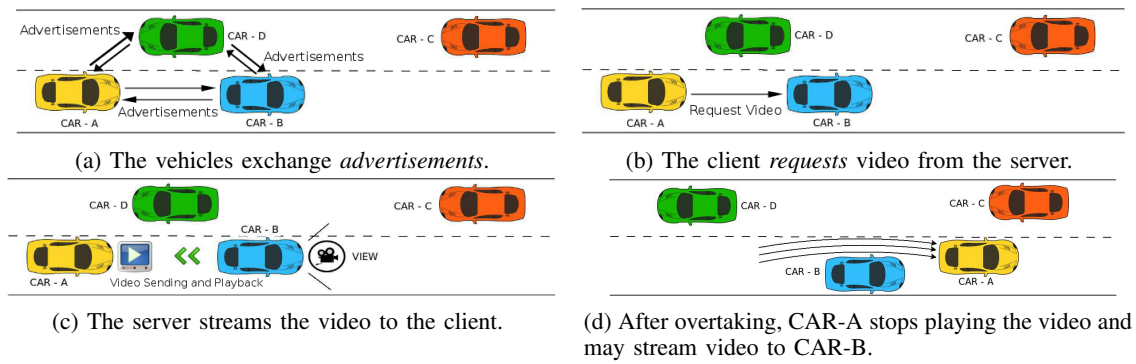 Advertisements
CAR - D
CAR - C
Advertisements
Advertisements
CAR - A
CAR - B
(a) The vehicles exchange advertisements.
CAR - D
CAR - C
Request Video
CAR - A
CAR - B
(b) The client requests video from the server.
CAR - D
CAR - C
CAR - B
VIEW
CAR - A
Video Sending and Playback
(c) The server streams the video to the client.
CAR - D
CAR - C
CAR - B
CAR - A
(d) After overtaking, CAR-A stops playing the video and
may stream video to CAR-B.